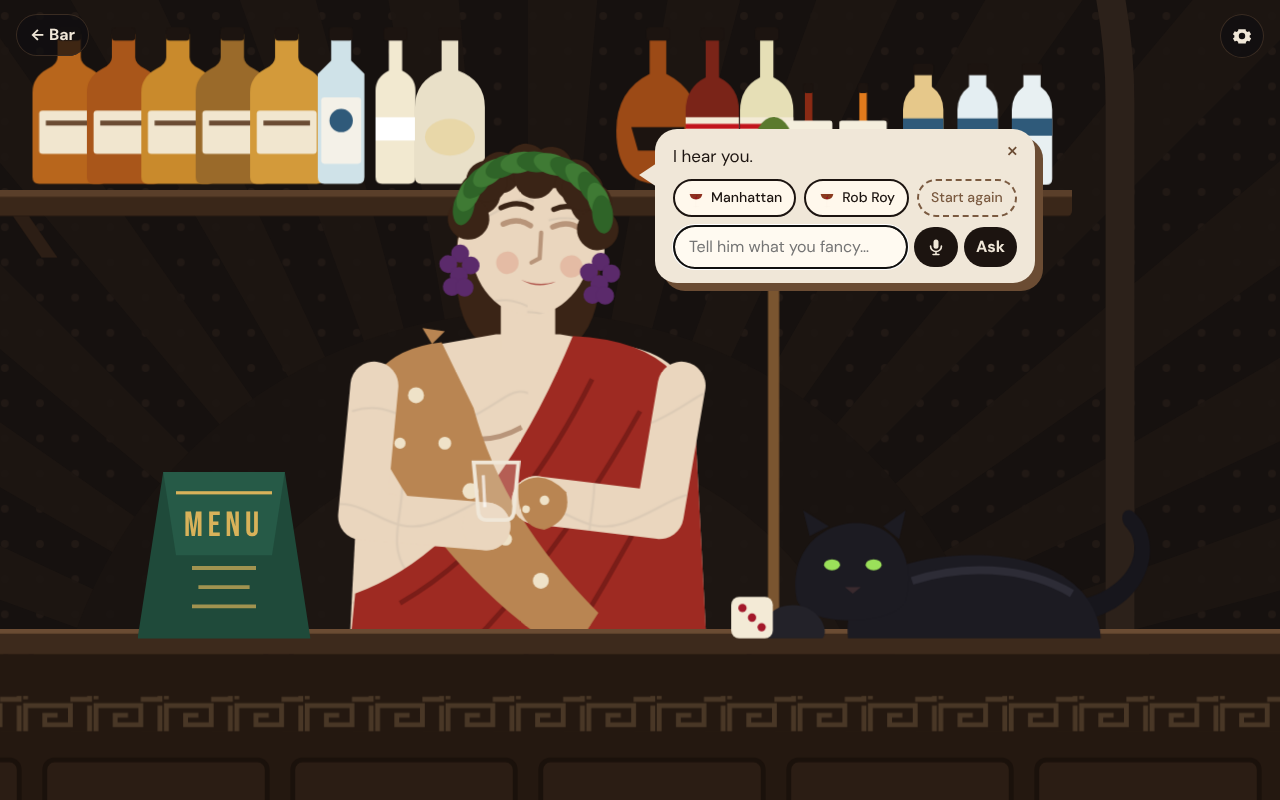 ← Bar
I hear you.
×
Manhattan
Rob Roy
Start again
Tell him what you fancy...
Ask
MENU